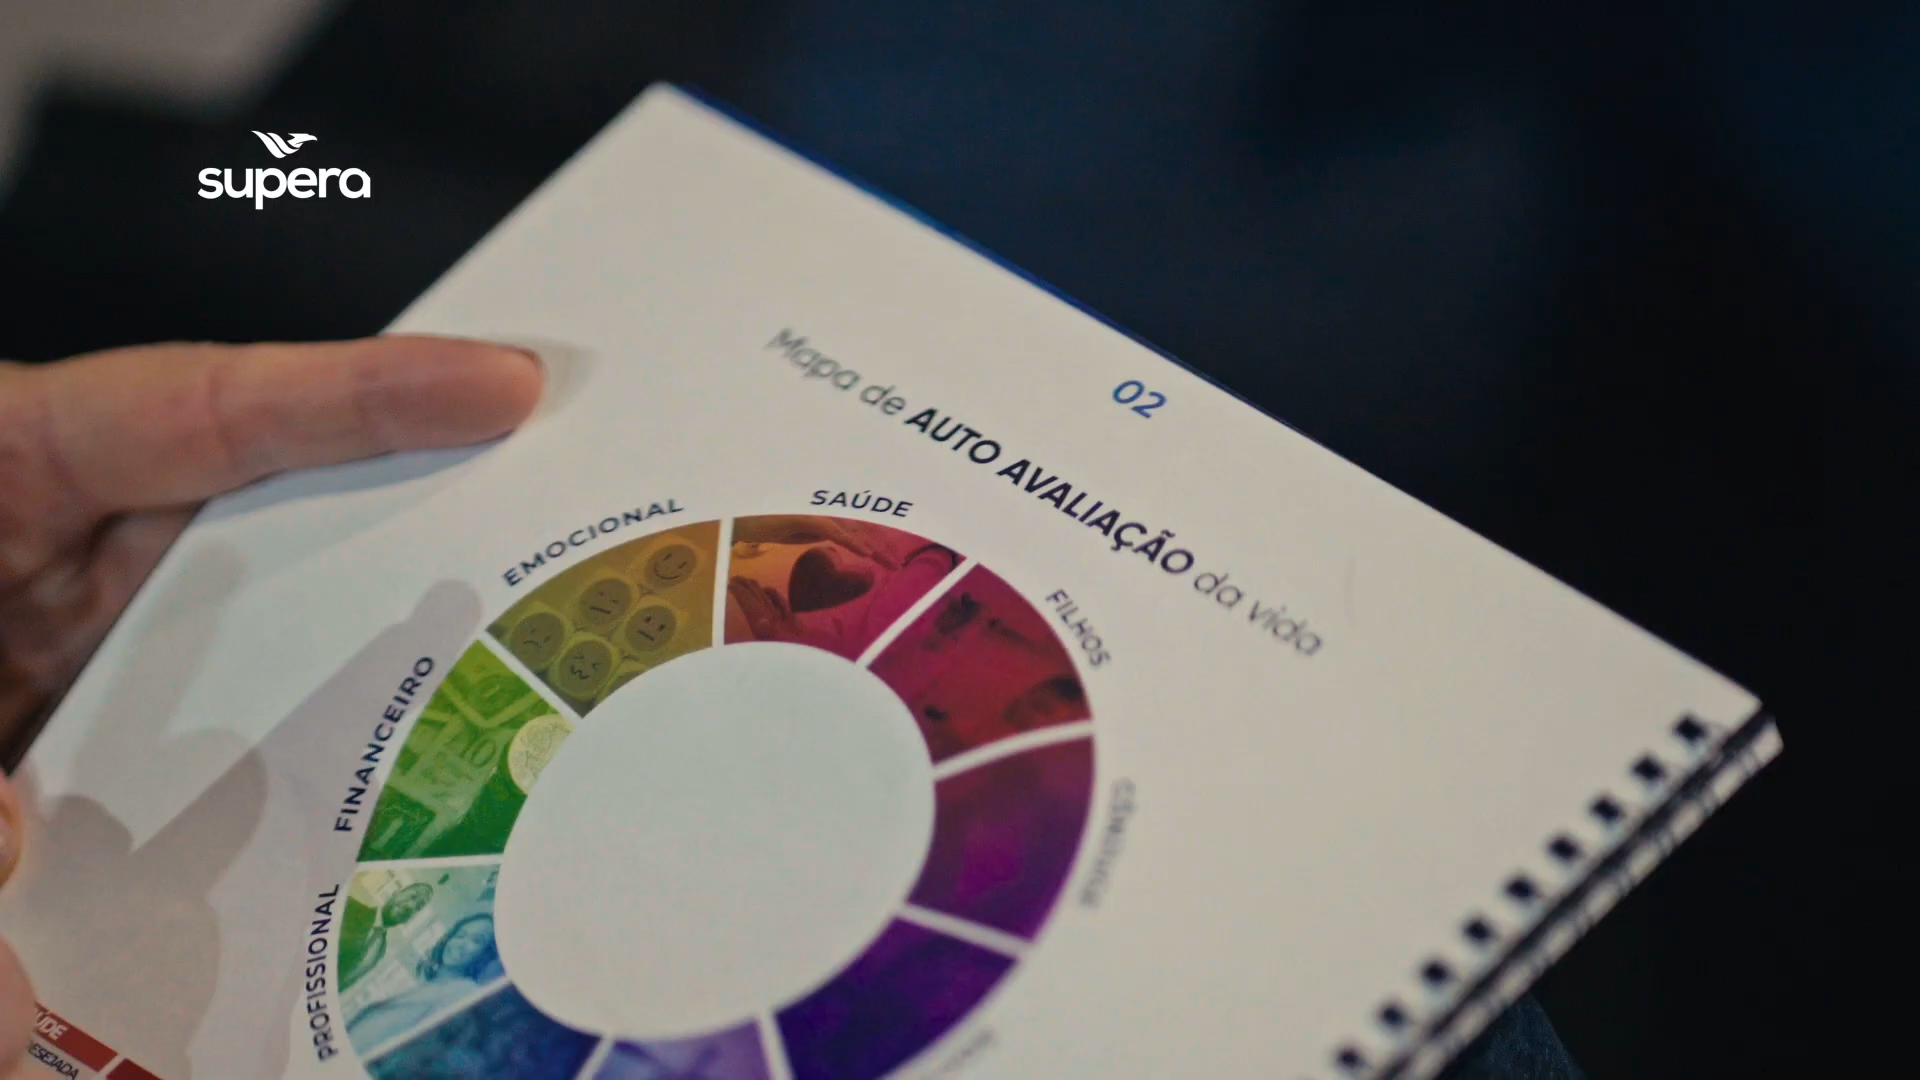 supera
02
Mapa de AUTO AVALIAÇÃO da vida
SAÚDE
EMOCIONAL
FILHOS
FINANCEIRO
PROFISSIONAL